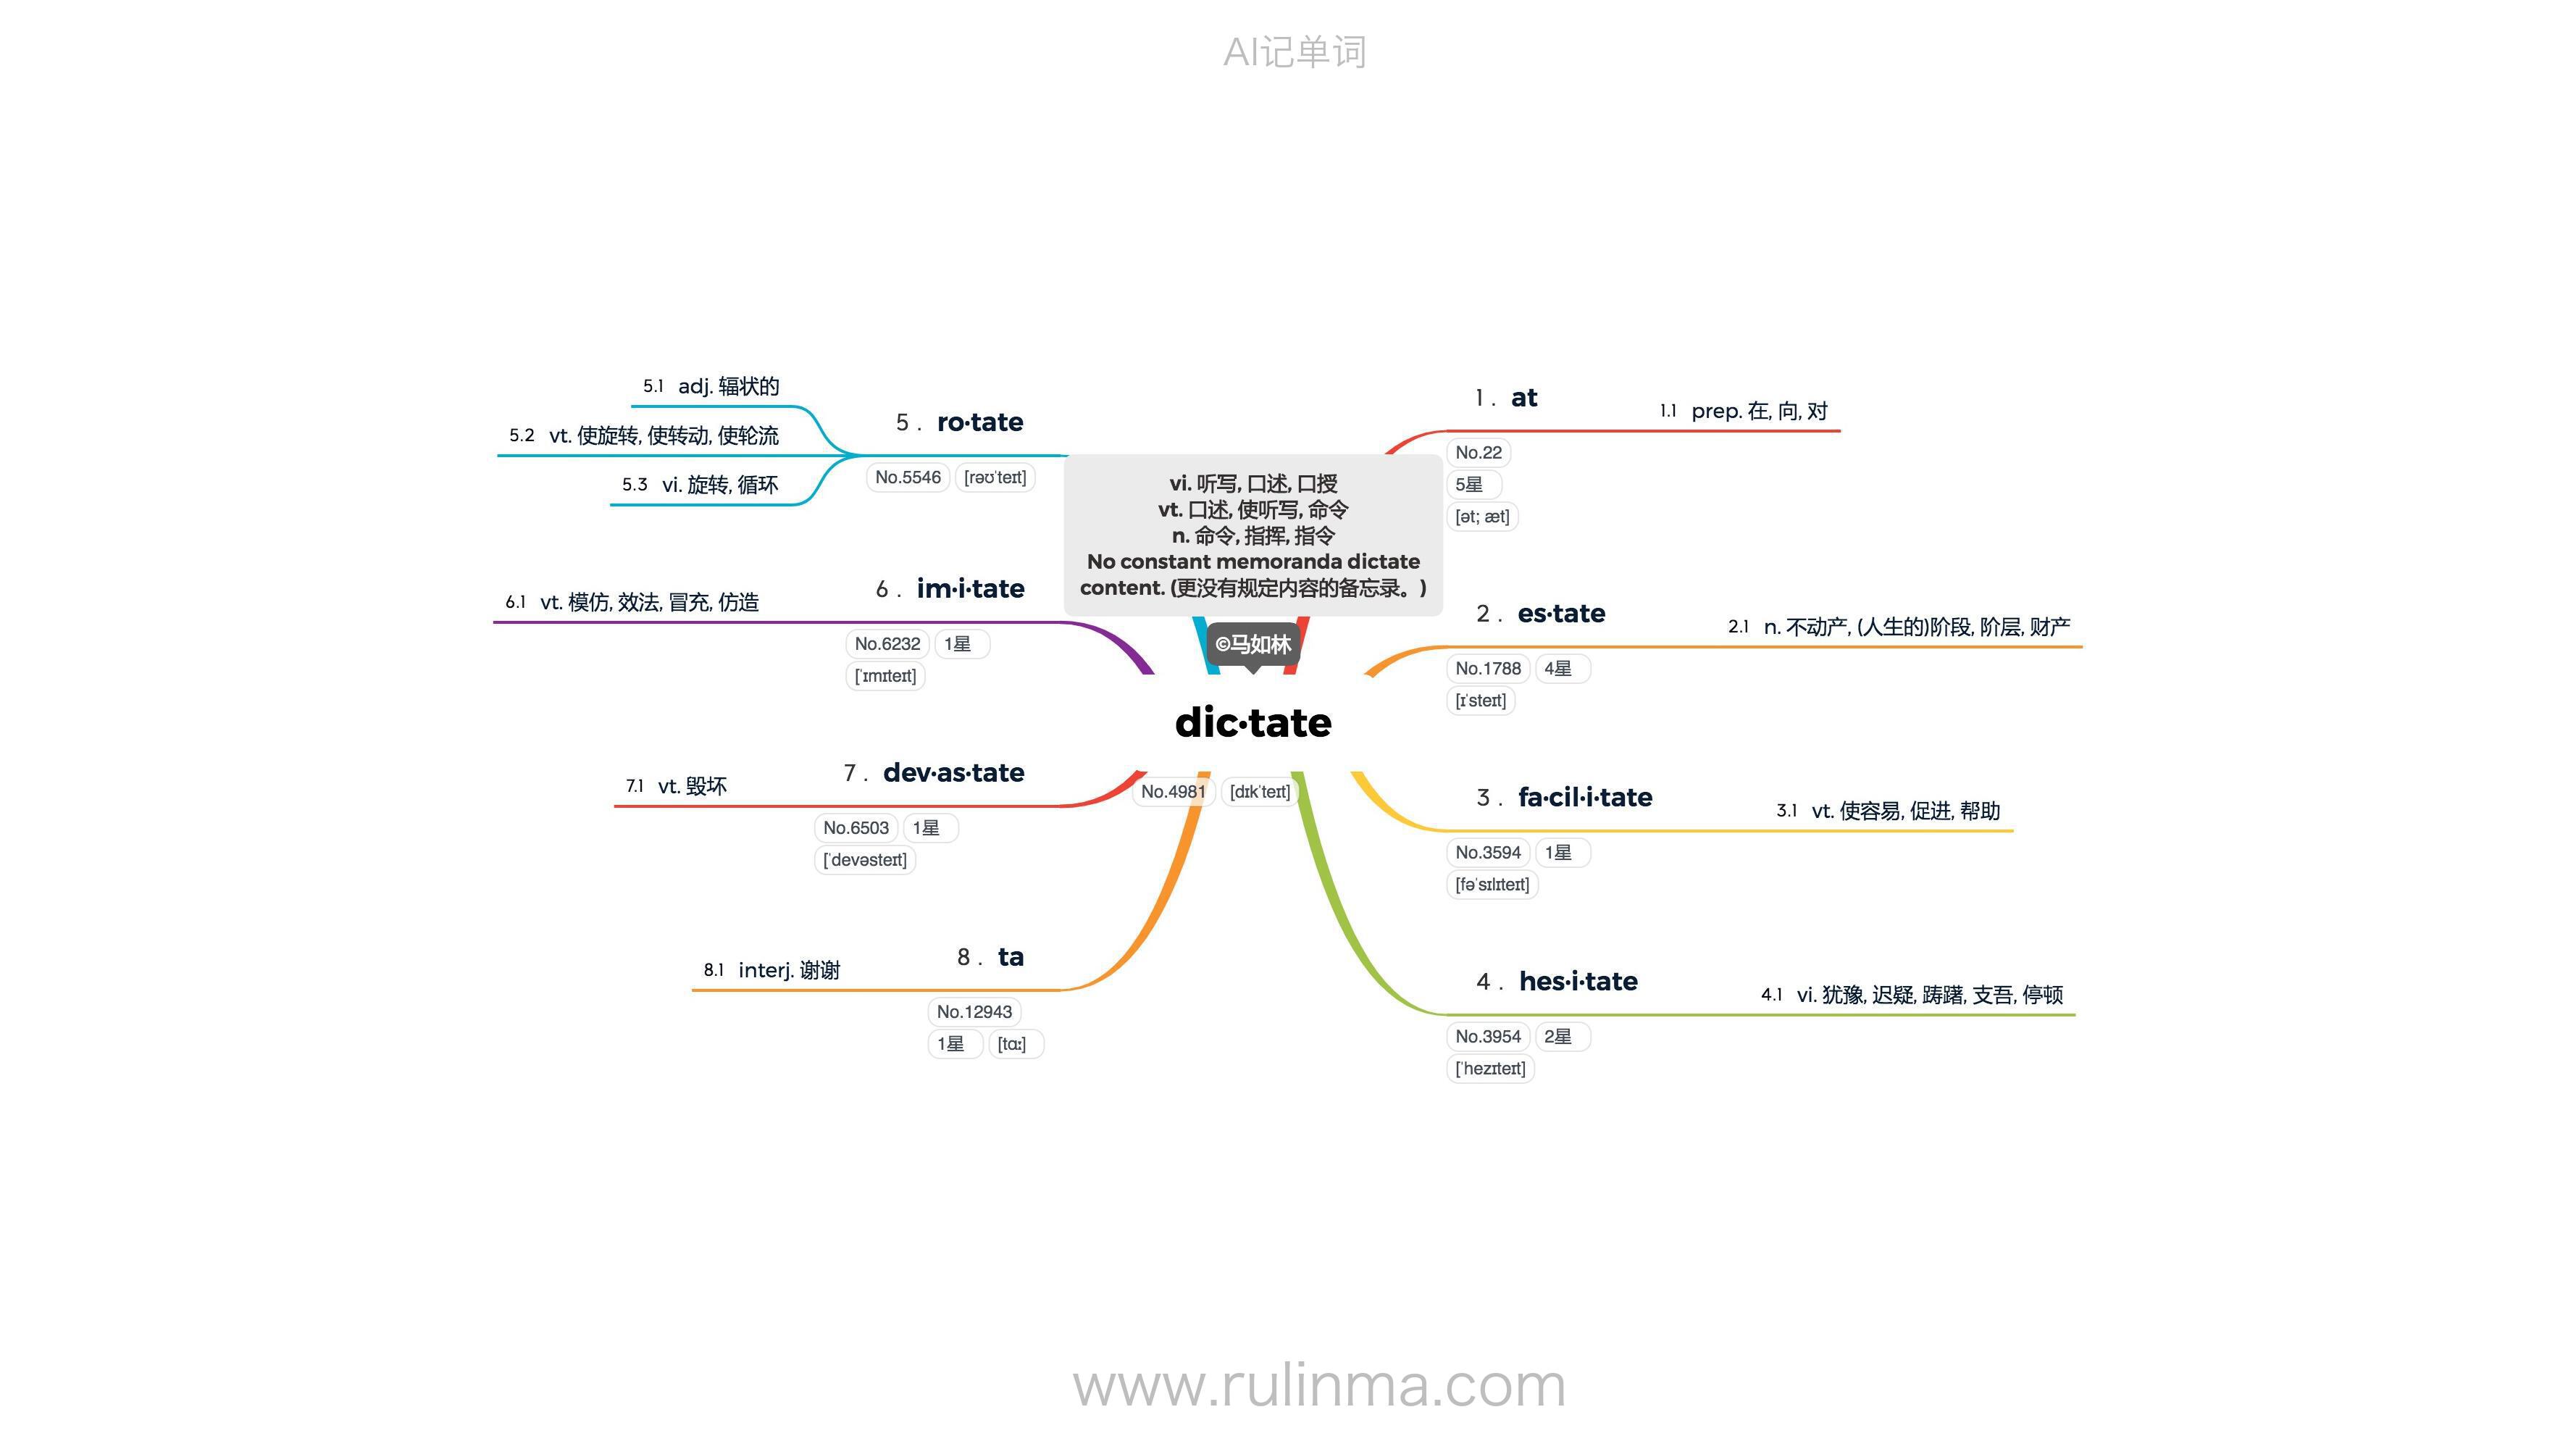 AI记单词
5.1 adj. 辐状的
5.2 vt. 使旋转, 使转动, 使轮流
5.3 vi. 旋转, 循环
5 . ro·tate
No.5546 [rəʊˈteɪt]
6.1 vt. 模仿, 效法, 冒充, 仿造
6 . im·i·tate
No.6232 1星
[ˈɪmɪteɪt]
7.1 vt. 毁坏
7 . dev·as·tate
No.6503 1星
[ˈdevəsteɪt]
8.1 interj. 谢谢
8 . ta
No.12943
1星 [tɑː]
vi. 听写, 口述, 口授
vt. 口述, 使听写, 命令
n. 命令, 指挥, 指令
No constant memoranda dictate
content. (更没有规定内容的备忘录。)
©马如林
dic·tate
No.4981 [dɪkˈteɪt]
1 . at
1.1 prep. 在, 向, 对
No.22
5星
[ət; æt]
2 . es·tate
2.1 n. 不动产, (人生的)阶段, 阶层, 财产
No.1788 4星
[ɪˈsteɪt]
3 . fa·cil·i·tate
3.1 vt. 使容易, 促进, 帮助
No.3594 1星
[fəˈsɪlɪteɪt]
4 . hes·i·tate
4.1 vi. 犹豫, 迟疑, 踌躇, 支吾, 停顿
No.3954 2星
[ˈhezɪteɪt]
www.rulinma.com